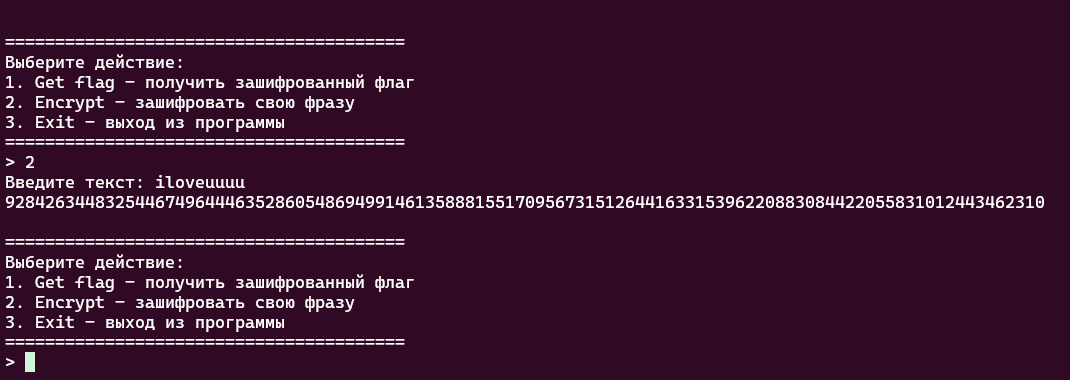 ========================================
Выберите действие:
1. Get flag — получить зашифрованный флаг
2. Encrypt — зашифровать свою фразу
3. Exit — выход из программы
========================================
> 2
Введите текст: iloveuuuu
92842634483254467496444635286054869499146135888155170956731512644163315396220883084422055831012443462310
========================================
Выберите действие:
1. Get flag — получить зашифрованный флаг
2. Encrypt — зашифровать свою фразу
3. Exit — выход из программы
========================================
>